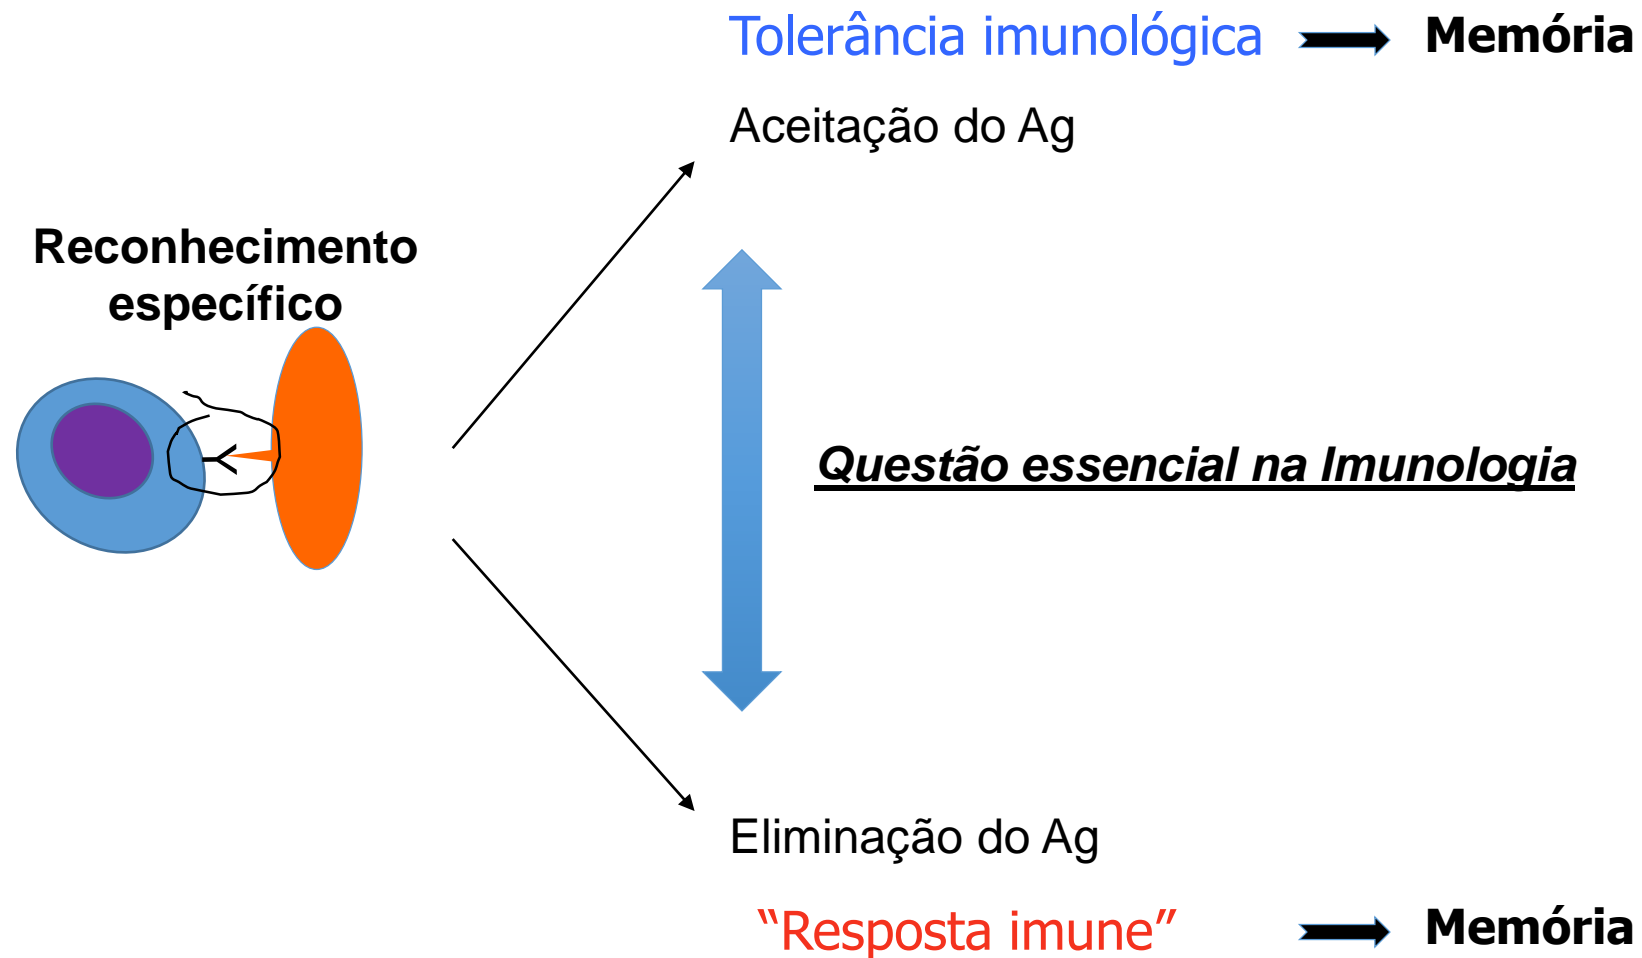 Tolerância imunológica Memória
Aceitação do Ag
Reconhecimento
específico
Questão essencial na Imunologia
Eliminação do Ag
“Resposta imune” Memória